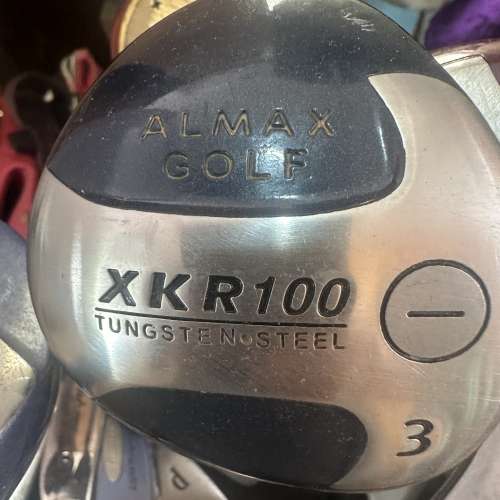 ALMAX
GOLF
XKR100
TUNGSTEN•STEEL
3